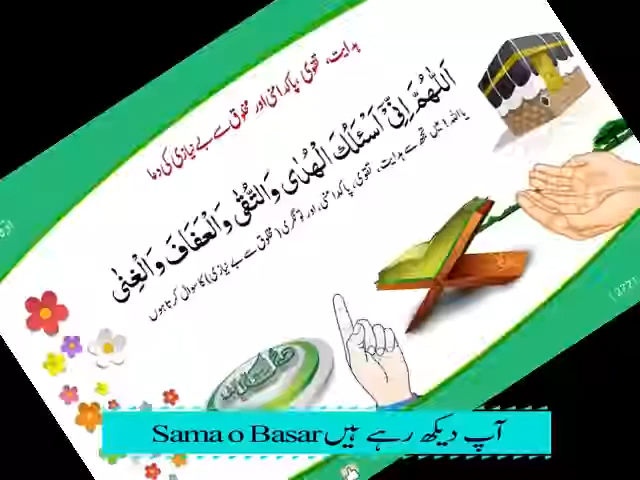 ہدایت، تقویٰ، پاکدامنی اور مخلوق سے بے نیازی کی دعا
اَللّٰهُمَّ اِنِّیْ اَسْئَلُكَ الْهُدٰی وَالتُّقٰی وَالْعَفَافَ وَالْغِنٰی
یااللہ! میں تجھ سے ہدایت، تقویٰ، پاکدامنی، اور تونگری (مخلوق سے بے نیازی) کا سوال کرتا ہوں
آپ دیکھ رہے ہیں Sama o Basar